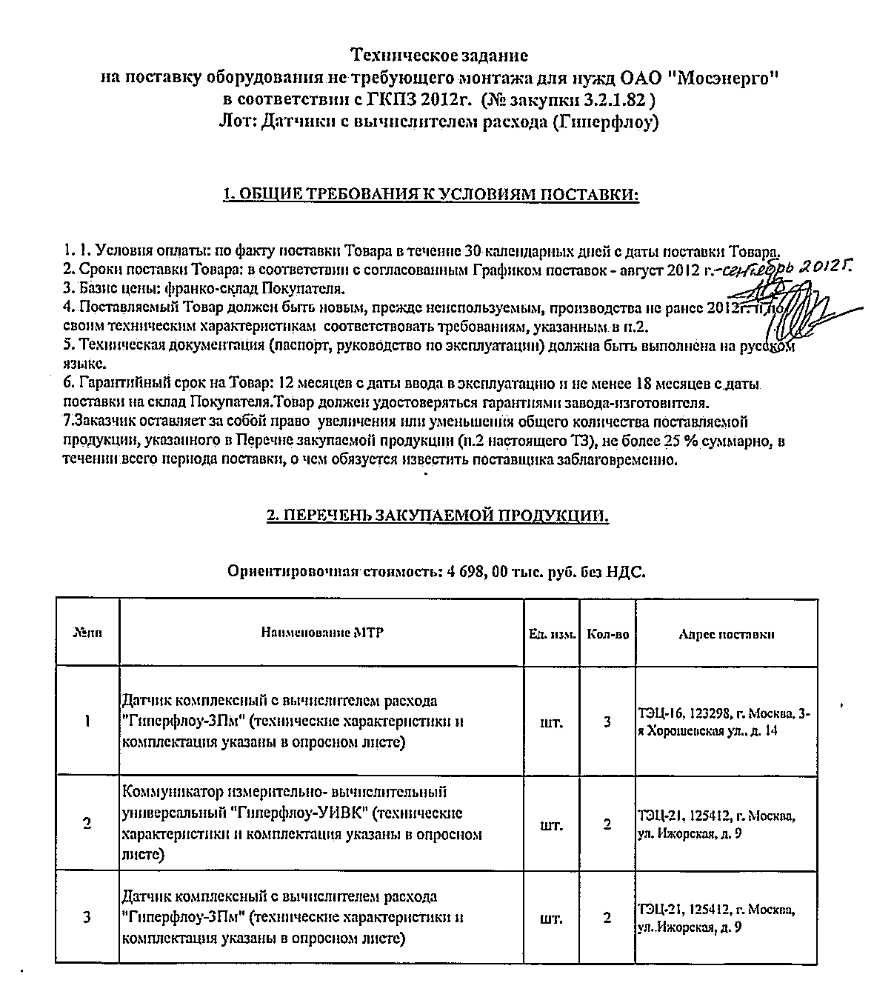 Техническое задание
на поставку оборудования не требующего монтажа для нужд ОАО "Мосэнерго"
в соответствии с ГКПЗ 2012г. (№ закупки 3.2.1.82 )
Лот: Датчики с вычислителем расхода (Гиперфлоу)
1. ОБЩИЕ ТРЕБОВАНИЯ К УСЛОВИЯМ ПОСТАВКИ:
1. 1. Условия оплаты: по факту поставки Товара в течение 30 календарных дней с даты поставки Товара.
2. Сроки поставки Товара: в соответствии с согласованным Графиком поставок - август 2012 г.-сентябрь 2012г.
3. Базис цены: франко-склад Покупателя.
4. Поставляемый Товар должен быть новым, прежде неиспользуемым, производства не ранее 2012г. и по
своим техническим характеристикам соответствовать требованиям, указанным в п.2.
5. Техническая документация (паспорт, руководство по эксплуатации) должна быть выполнена на русском
языке.
6. Гарантийный срок на Товар: 12 месяцев с даты ввода в эксплуатацию и не менее 18 месяцев с даты
поставки на склад Покупателя.Товар должен удостоверяться гарантиями завода-изготовителя.
7.Заказчик оставляет за собой право увеличения или уменьшения общего количества поставляемой
продукции, указанного в Перечне закупаемой продукции (п.2 настоящего ТЗ), не более 25 % суммарно, в
течении всего периода поставки, о чем обязуется известить поставщика заблаговременно.
2. ПЕРЕЧЕНЬ ЗАКУПАЕМОЙ ПРОДУКЦИИ.
Ориентировочная стоимость: 4 698, 00 тыс. руб. без НДС.
№пп Наименование МТР Ед. изм. Кол-во Адрес поставки
Датчик комплексный с вычислителем расхода
1 "Гиперфлоу-3Пм" (технические характеристики и шт. 3 ТЭЦ-16, 123298, г. Москва, 3-
комплектация указаны в опросном листе) я Хорошевская ул., д. 14
Коммуникатор измерительно- вычислительный
универсальный "Гиперфлоу-УИВК" (технические ТЭЦ-21, 125412, г. Москва,
2 характеристики и комплектация указаны в опросном шт. 2 ул. Ижорская, д. 9
листе)
Датчик комплексный с вычислителем расхода
3 "Гиперфлоу-3Пм" (технические характеристики и шт. 2 ТЭЦ-21, 125412, г. Москва,
комплектация указаны в опросном листе) ул..Ижорская, д. 9